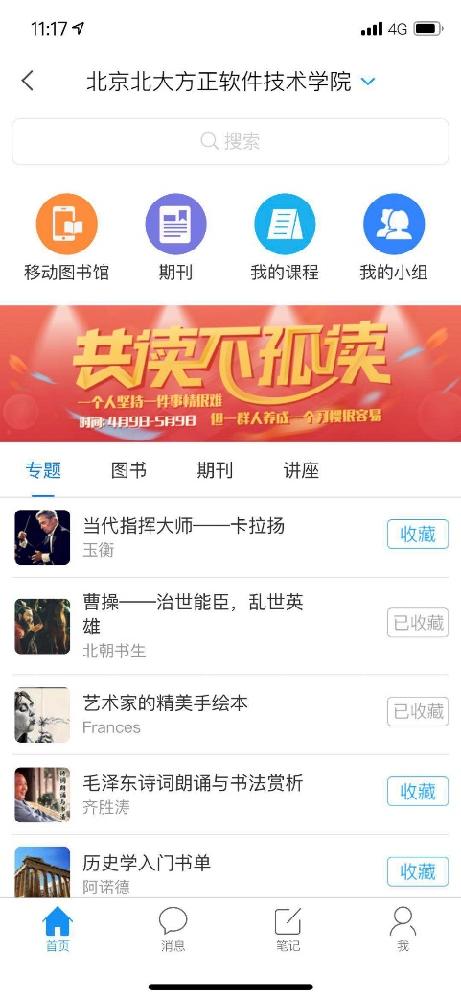 11:17
4G
北京北大方正软件技术学院
搜索
移动图书馆
期刊
我的课程
我的小组
共读不孤读
一个人坚持一件事情很难
时间: 4月9日-5月9日
但一群人养成一个习惯很容易
专题
图书
期刊
讲座
当代指挥大师——卡拉扬
玉衡
收藏
曹操——治世能臣，乱世英
雄
北朝书生
已收藏
艺术家的精美手绘本
Frances
已收藏
诗词朗诵与书法
毛泽东诗词朗诵与书法赏析
齐胜涛
收藏
历史学入门书单
阿诺德
收藏
首页
消息
笔记
我